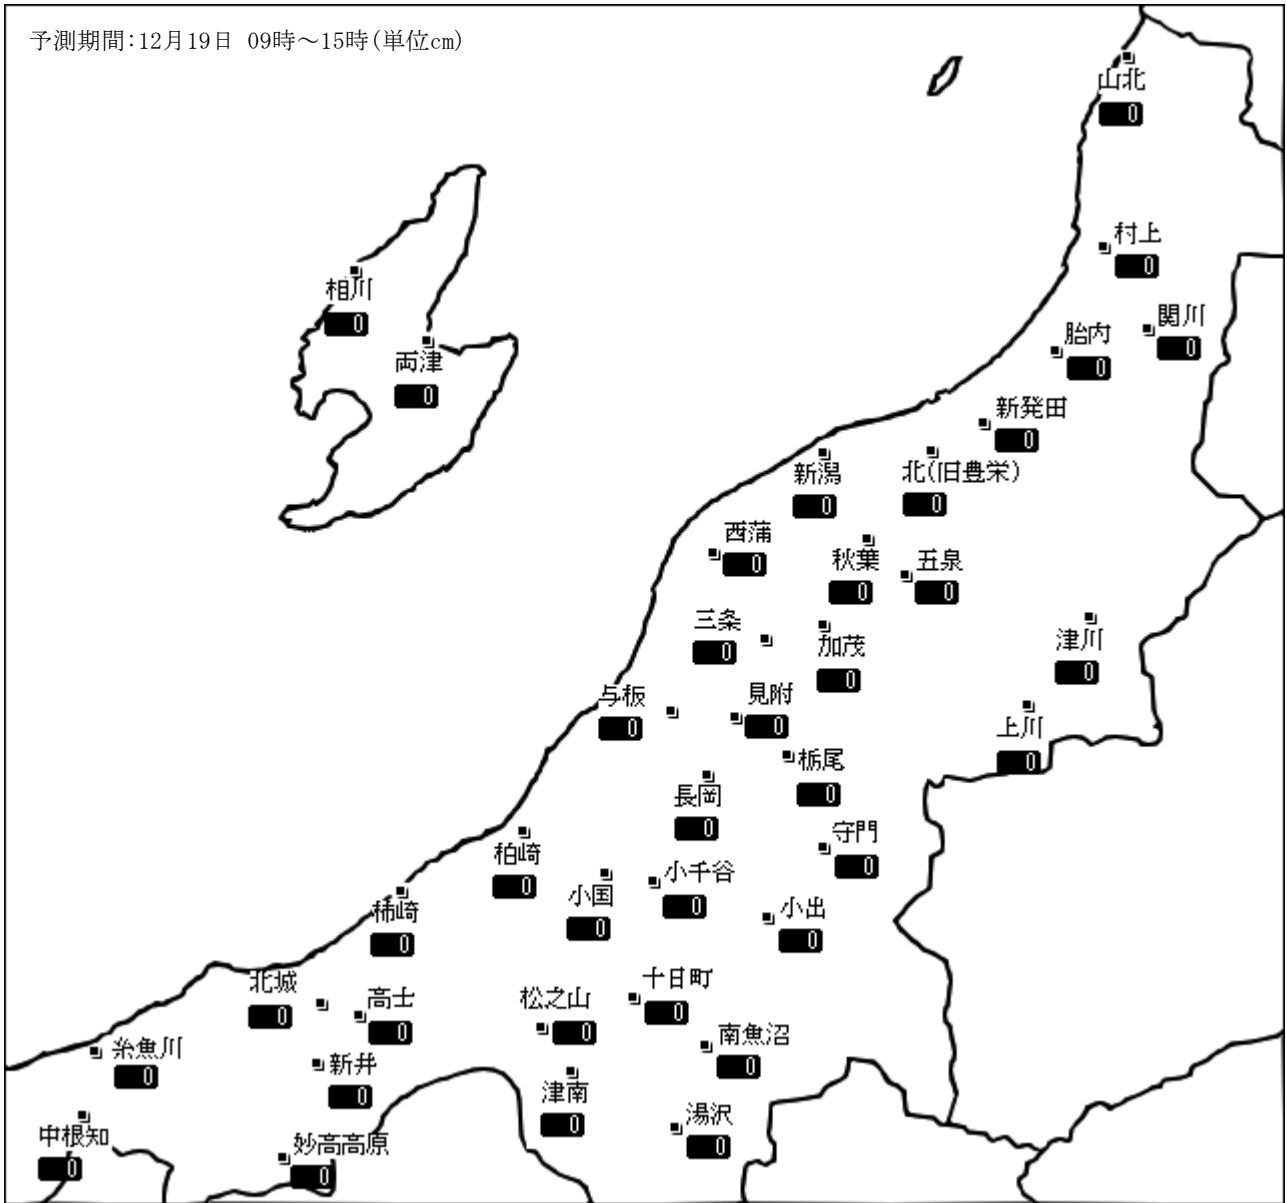 予測期間:12月19日 09時～15時(単位cm)
山北
0
村上
0
関川
0
胎内
0
相川
0
両津
0
新発田
0
新潟
0
北(旧豊栄)
0
西蒲
0
秋葉
0
五泉
0
三条
0
加茂
0
津川
0
与板
0
見附
0
上川
0
栃尾
0
長岡
0
守門
0
柏崎
0
小国
0
小千谷
0
小出
0
柿崎
0
北城
0
高士
0
松之山
0
十日町
0
南魚沼
0
糸魚川
0
新井
0
津南
0
湯沢
0
中根知
0
妙高高原
0